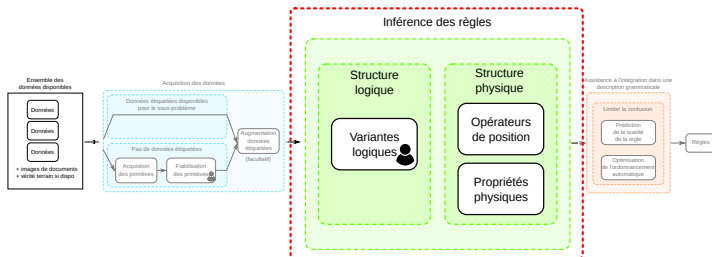 Inférence des règles
Ensemble des
données disponibles
Données
Données
Données
+ images de documents
+ vérité terrain si dispo
Acquisition des données
Données étiquetées disponibles
pour le sous-problème
Pas de données étiquetées
Acquisition
des primitives
Fiabilisation
des primitives
Augmentation
données
étiquetées
(facultatif)
Structure
logique
Variantes
logiques
Structure
physique
Opérateurs
de position
Propriétés
physiques
Assistance à l'intégration dans une
description grammaticale
Limiter la confusion
Prédiction
de la qualité
de la règle
Optimisation
de l'ordonnancement
automatique
Règles